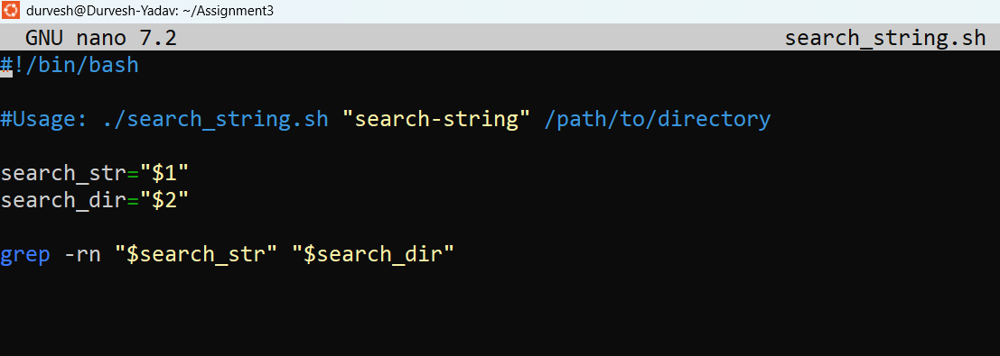 durvesh@Durvesh-Yadav: ~/Assignment3
GNU nano 7.2 search_string.sh
#!/bin/bash
#Usage: ./search_string.sh "search-string" /path/to/directory
search_str="$1"
search_dir="$2"
grep -rn "$search_str" "$search_dir"